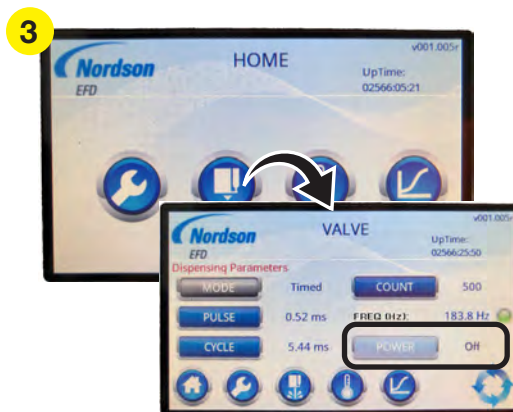 3
Nordson
EFD
HOME
v001.005r
UpTime:
02566:05:21
Nordson
EFD
VALVE
v001.005r
UpTime:
02566:25:50
Dispensing Parameters
MODE Timed COUNT 500
PULSE 0.52 ms FREQ (Hz): 183.8 Hz
CYCLE 5.44 ms POWER Off